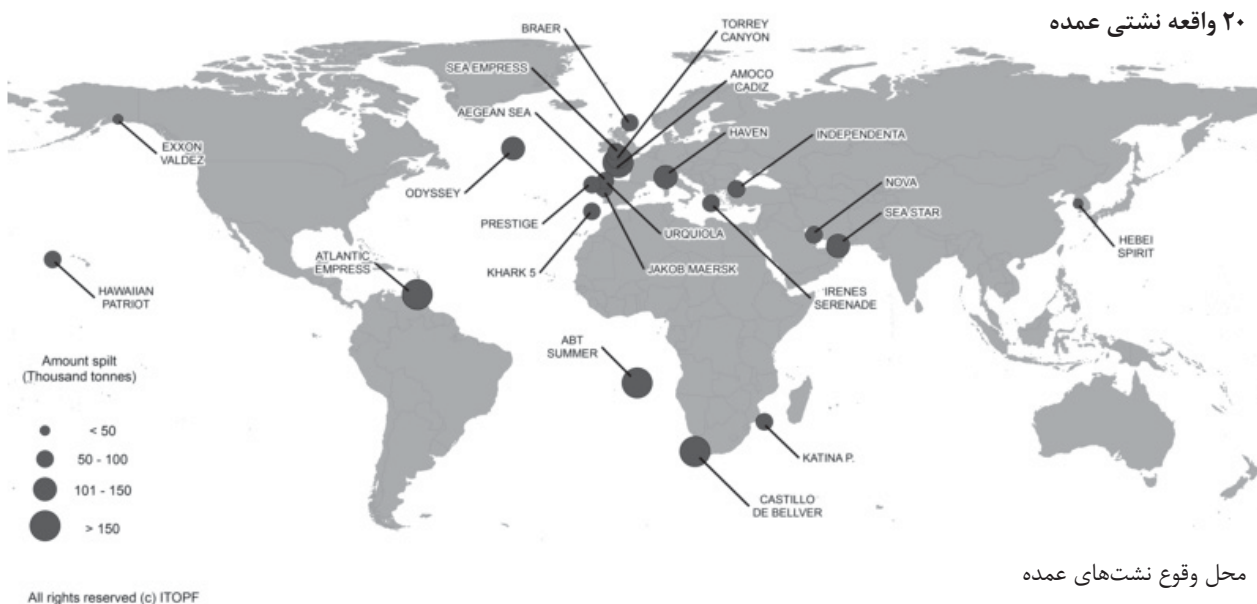 ۲۰ واقعه نشتی عمده
BRAER
TORREY
CANYON
SEA EMPRESS
AMOCO
CADIZ
AEGEAN SEA
HAVEN
INDEPENDENTA
EXXON
VALDEZ
ODYSSEY
NOVA
SEA STAR
PRESTIGE
URQUIOLA
HEBEI
SPIRIT
ATLANTIC
EMPRESS
KHARK 5
JAKOB MAERSK
HAWAIIAN
PATRIOT
IRENES
SERENADE
ABT
SUMMER
Amount spilt
(Thousand tonnes)
< 50
50 - 100
101 - 150
> 150
KATINA P.
CASTILLO
DE BELLVER
محل وقوع نشت‌های عمده
All rights reserved (c) ITOPF